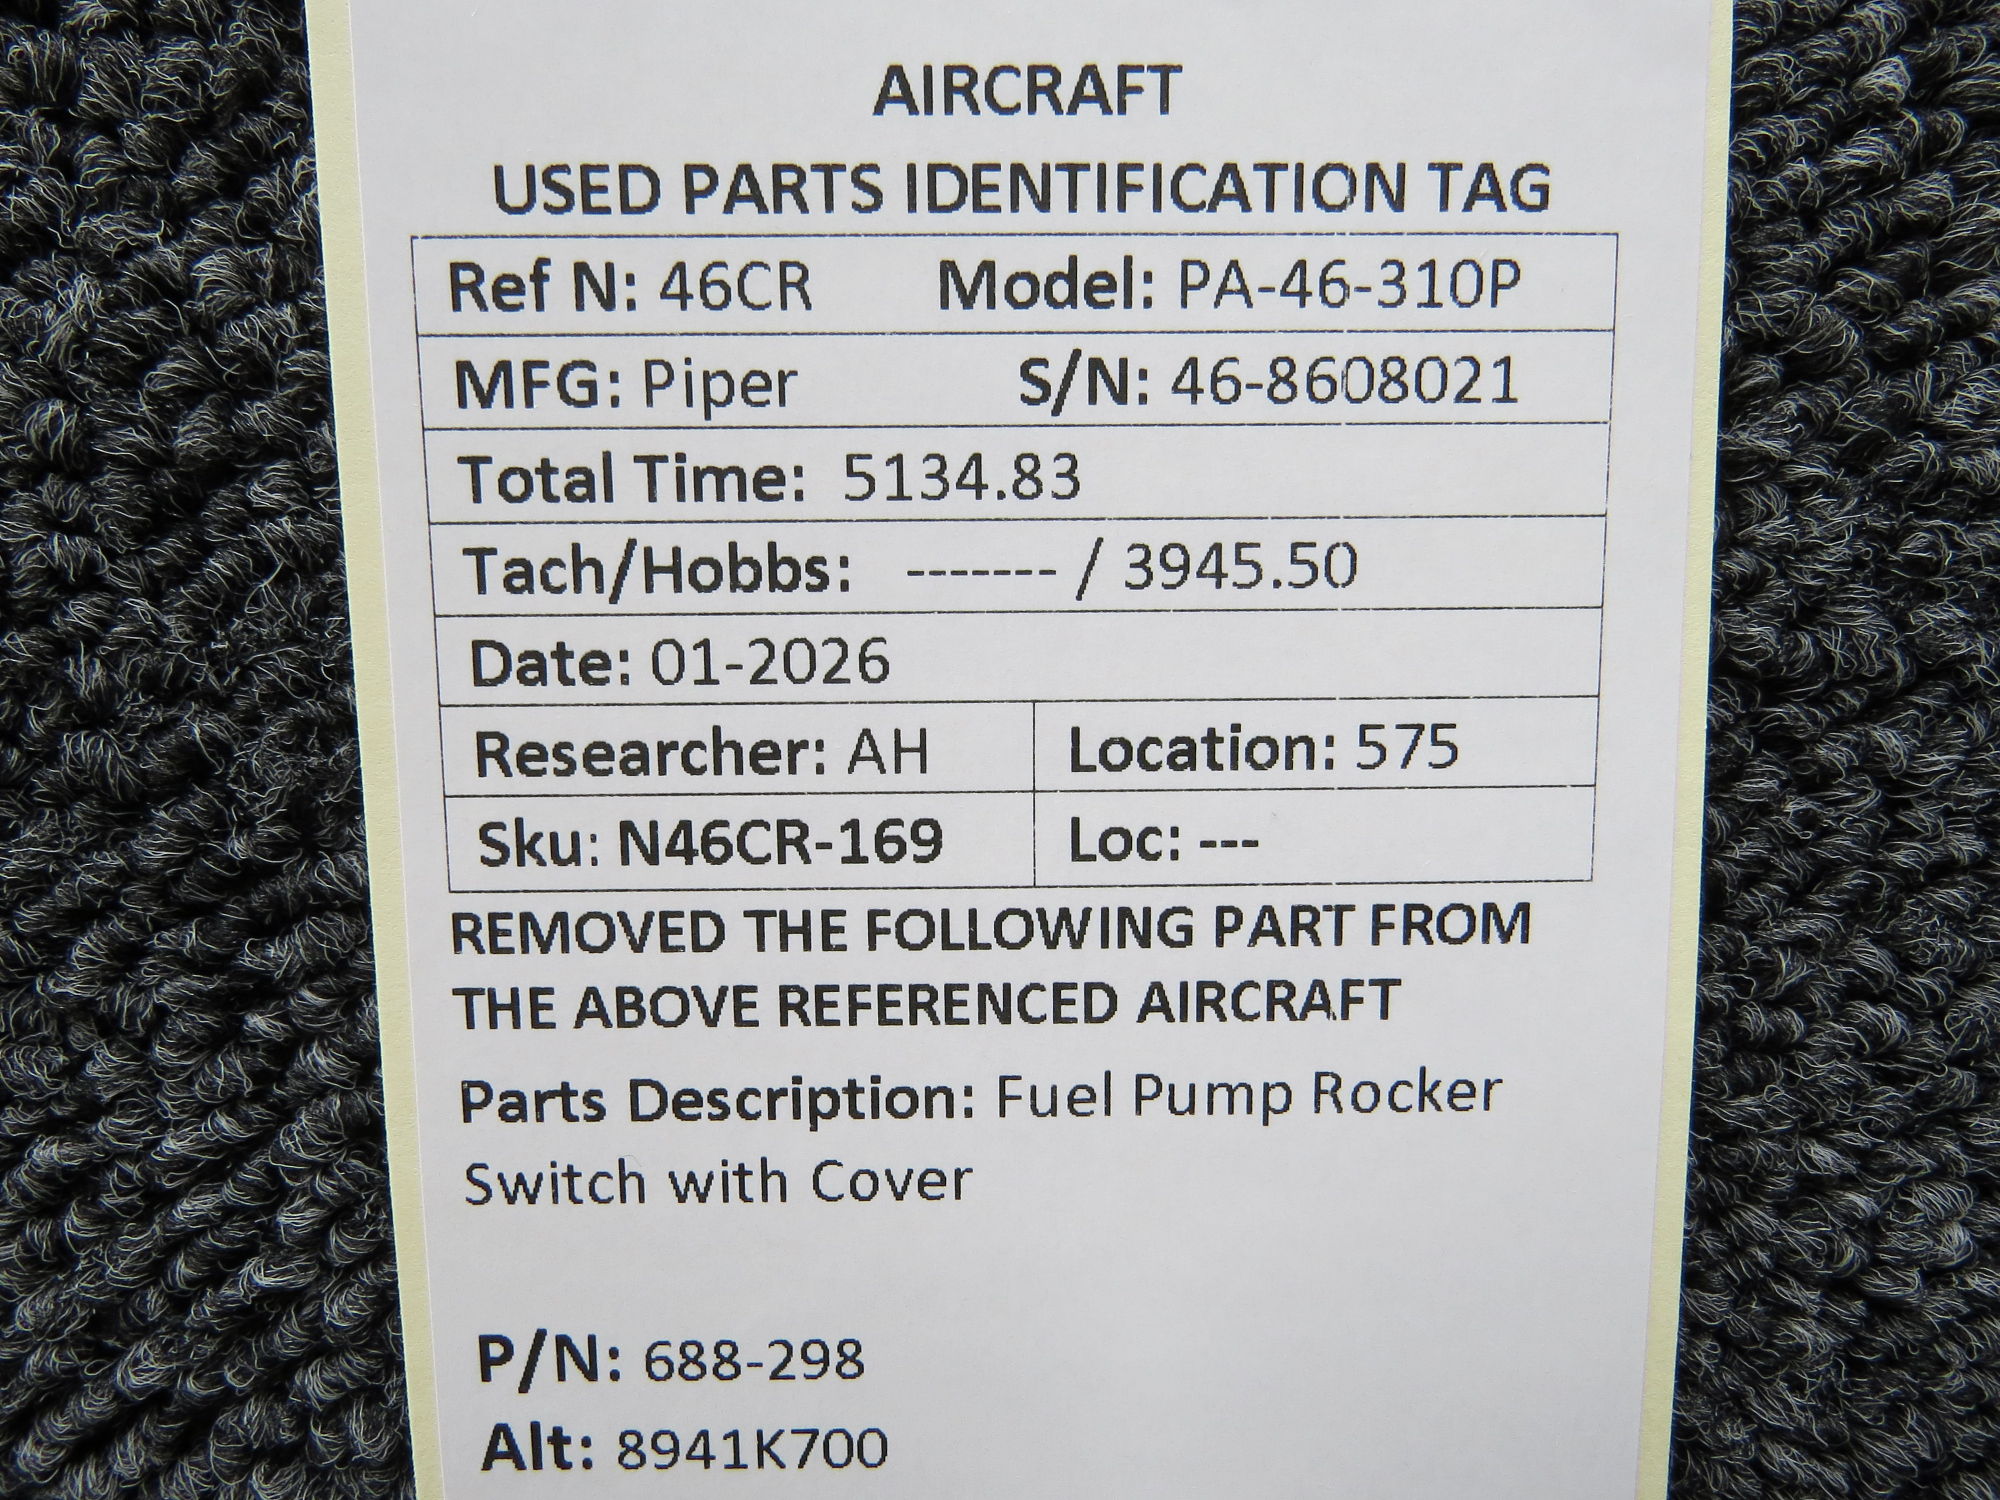 AIRCRAFT
USED PARTS IDENTIFICATION TAG
Ref N: 46CR Model: PA-46-310P
MFG: Piper S/N: 46-8608021
Total Time: 5134.83
Tach/Hobbs: ------- / 3945.50
Date: 01-2026
Researcher: AH Location: 575
Sku: N46CR-169 Loc: ---
REMOVED THE FOLLOWING PART FROM
THE ABOVE REFERENCED AIRCRAFT
Parts Description: Fuel Pump Rocker
Switch with Cover
P/N: 688-298
Alt: 8941K700